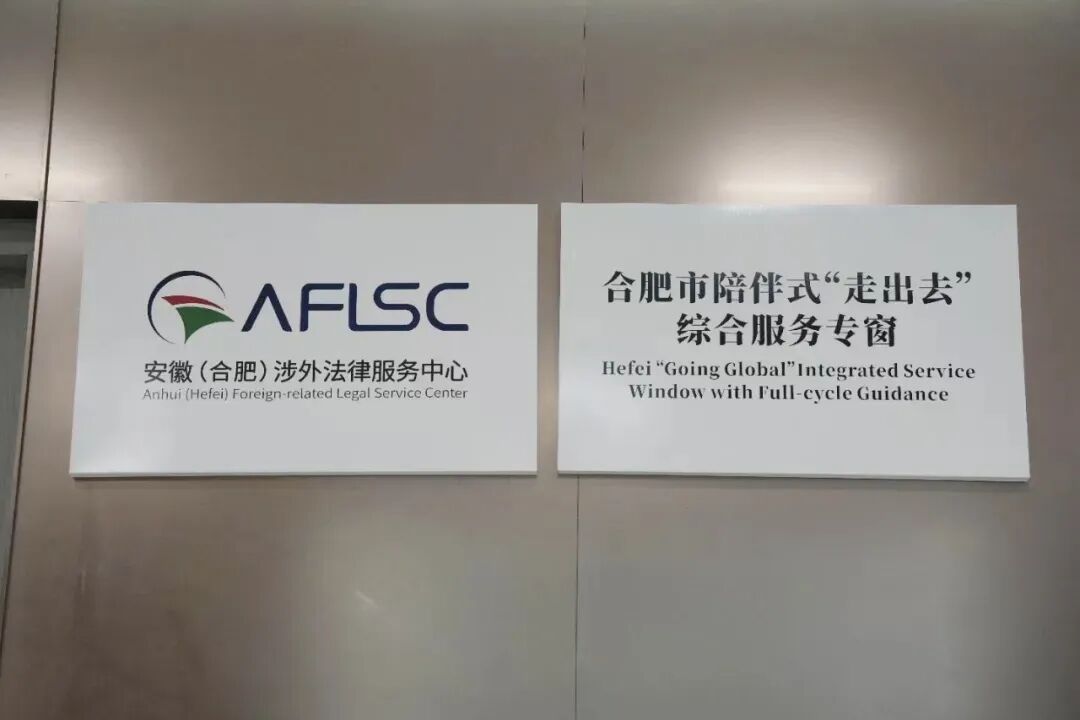 AFLSC
安徽（合肥）涉外法律服务中心
Anhui (Hefei) Foreign-related Legal Service Center
合肥市陪伴式“走出去”
综合服务专窗
Hefei “Going Global”Integrated Service
Window with Full-cycle Guidance